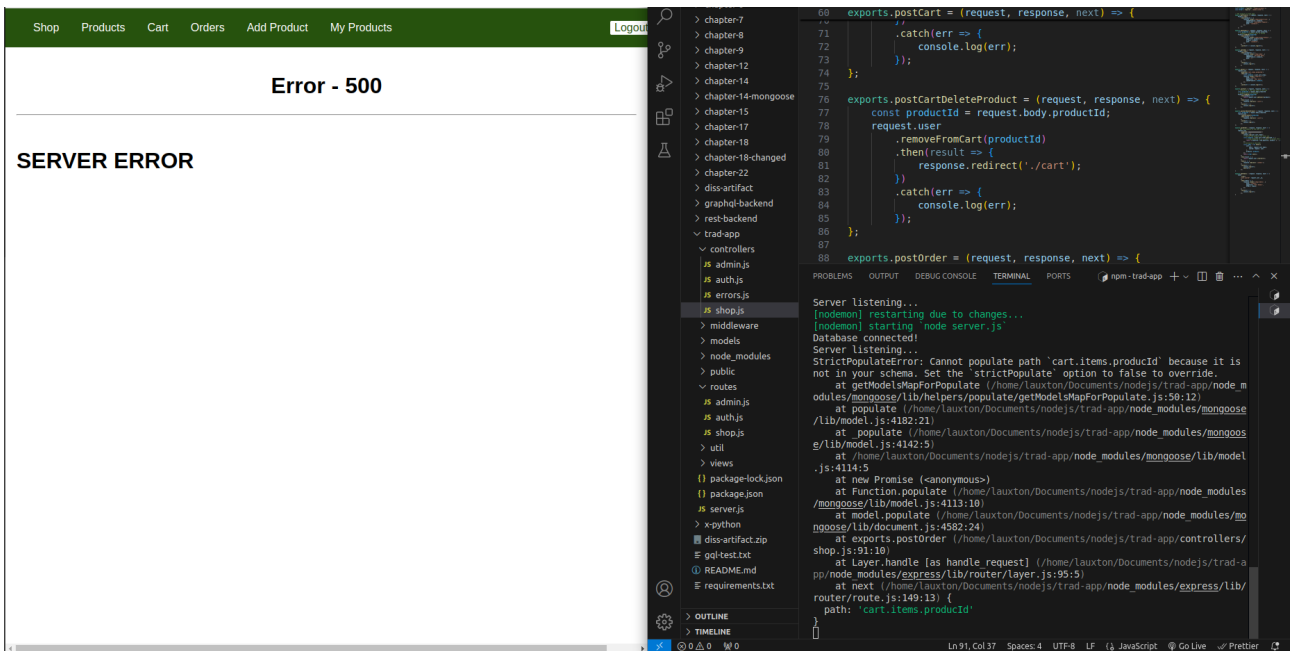 Shop Products Cart Orders Add Product My Products Logout
Error - 500
SERVER ERROR
> chapter-7
> chapter-8
> chapter-9
> chapter-12
> chapter-14
> chapter-14-mongoose
> chapter-15
> chapter-17
> chapter-18
> chapter-18-changed
> chapter-22
> diss-artifact
> graphql-backend
> rest-backend
trad-app
controllers
JS admin.js
JS auth.js
JS errors.js
JS shop.js
> middleware
> models
> node_modules
> public
routes
JS admin.js
JS auth.js
JS shop.js
> util
> views
{} package-lock.json
{} package.json
JS server.js
> x-python
diss-artifact.zip
gql-test.txt
README.md
requirements.txt
> OUTLINE
> TIMELINE
60 exports.postCart = (request, response, next) => {
70 })
71 .catch(err => {
72 console.log(err);
73 });
74 };
75
76 exports.postCartDeleteProduct = (request, response, next) => {
77 const productId = request.body.productId;
78 request.user
79 .removeFromCart(productId)
80 .then(result => {
81 response.redirect('./cart');
82 })
83 .catch(err => {
84 console.log(err);
85 });
86 };
87
88 exports.postOrder = (request, response, next) => {
PROBLEMS OUTPUT DEBUG CONSOLE TERMINAL PORTS npm - trad-app
Server listening...
[nodemon] restarting due to changes...
[nodemon] starting `node server.js`
Database connected!
Server listening...
StrictPopulateError: Cannot populate path `cart.items.producId` because it is
not in your schema. Set the `strictPopulate` option to false to override.
at getModelsMapForPopulate (/home/lauxton/Documents/nodejs/trad-app/node_m
odules/mongoose/lib/helpers/populate/getModelsMapForPopulate.js:50:12)
at populate (/home/lauxton/Documents/nodejs/trad-app/node_modules/mongoose
/lib/model.js:4182:21)
at _populate (/home/lauxton/Documents/nodejs/trad-app/node_modules/mongoos
e/lib/model.js:4142:5)
at /home/lauxton/Documents/nodejs/trad-app/node_modules/mongoose/lib/model
.js:4114:5
at new Promise (<anonymous>)
at Function.populate (/home/lauxton/Documents/nodejs/trad-app/node_modules
/mongoose/lib/model.js:4113:10)
at model.populate (/home/lauxton/Documents/nodejs/trad-app/node_modules/mo
ngoose/lib/document.js:4582:24)
at exports.postOrder (/home/lauxton/Documents/nodejs/trad-app/controllers/
shop.js:91:10)
at Layer.handle [as handle_request] (/home/lauxton/Documents/nodejs/trad-a
pp/node_modules/express/lib/router/layer.js:95:5)
at next (/home/lauxton/Documents/nodejs/trad-app/node_modules/express/lib/
router/route.js:149:13) {
path: 'cart.items.producId'
}
0 0 0 Ln 91, Col 37 Spaces: 4 UTF-8 LF JavaScript Go Live Prettier